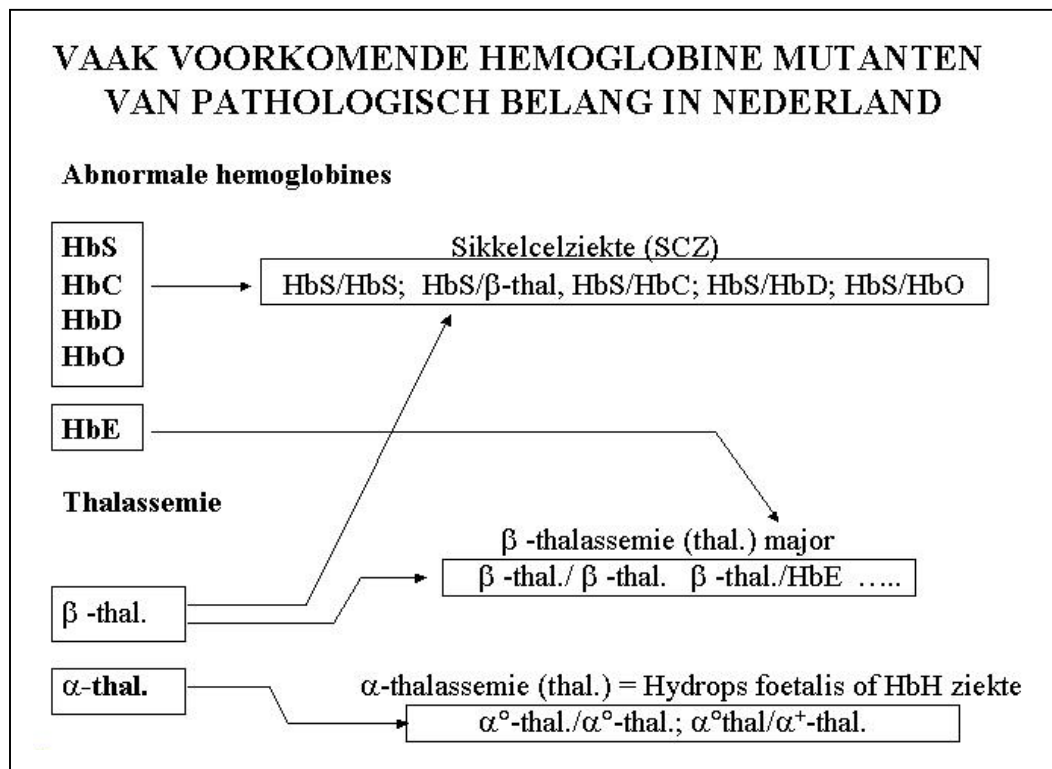 VAAK VOORKOMENDE HEMOGLOBINE MUTANTEN
VAN PATHOLOGISCH BELANG IN NEDERLAND
Abnormale hemoglobines
HbS
HbC
HbD
HbO
Sikkelcelziekte (SCZ)
HbS/HbS; HbS/β-thal, HbS/HbC; HbS/HbD; HbS/HbO
HbE
Thalassemie
β -thalassemie (thal.) major
β -thal./ β -thal. β -thal./HbE …..
β -thal.
α-thal.
α-thalassemie (thal.) = Hydrops foetalis of HbH ziekte
α°-thal./α°-thal.; α°thal/α⁺-thal.